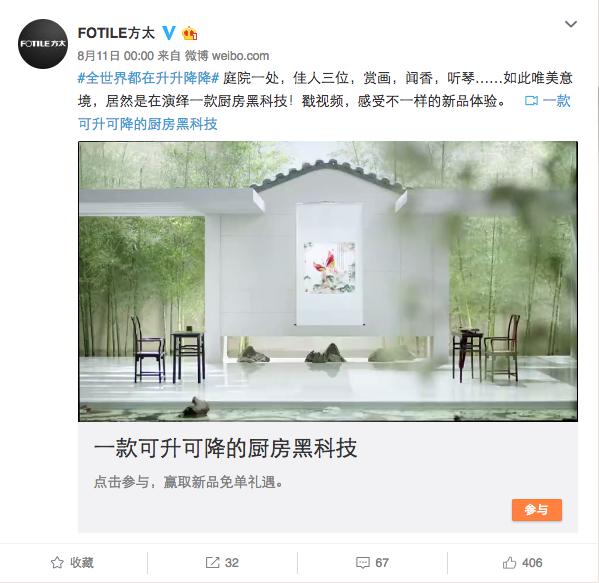 FOTILE方太
FOTILE方太
8月11日 00:00 来自 微博 weibo.com
#全世界都在升升降降# 庭院一处，佳人三位，赏画，闻香，听琴……如此唯美意
境，居然是在演绎一款厨房黑科技！戳视频，感受不一样的新品体验。 一款
可升可降的厨房黑科技
一款可升可降的厨房黑科技
点击参与，赢取新品免单礼遇。
参与
收藏
32
67
406